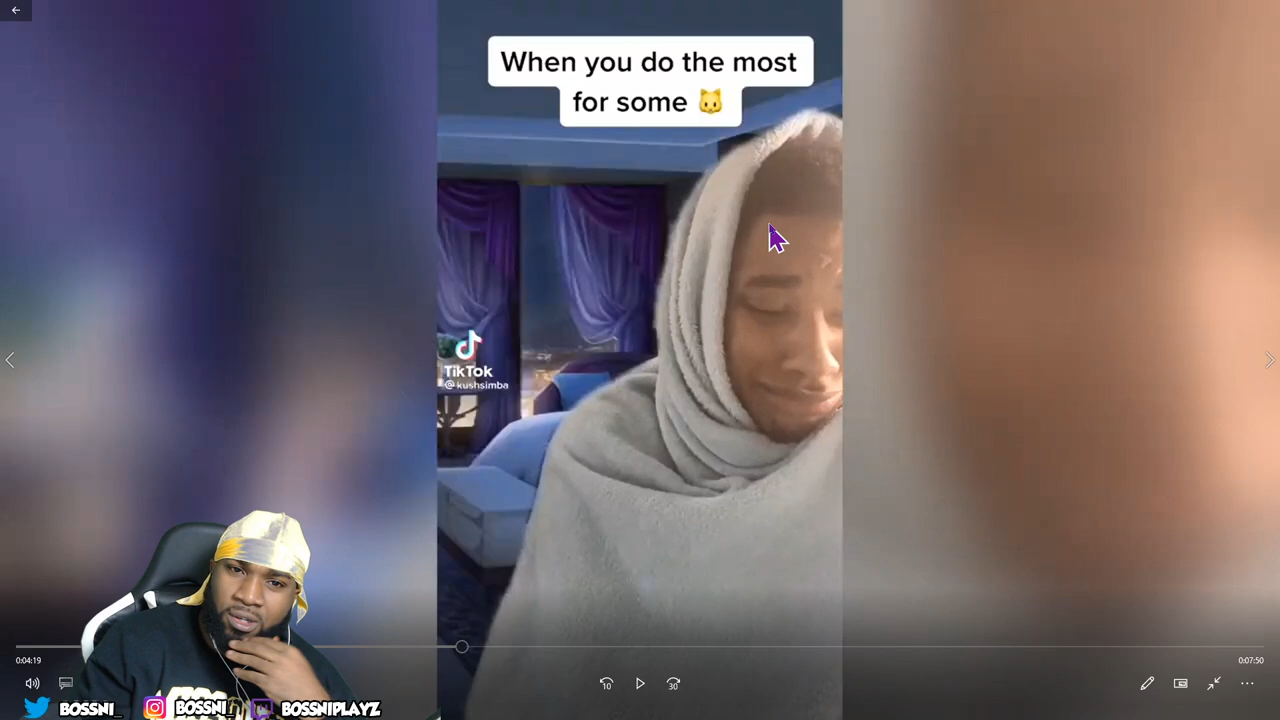 When you do the most
for some 🐱
TikTok
@kushsimba
0:04:19
0:07:50
10
30
BOSSNI_
BOSSNI_
BOSSNIPLAYZ